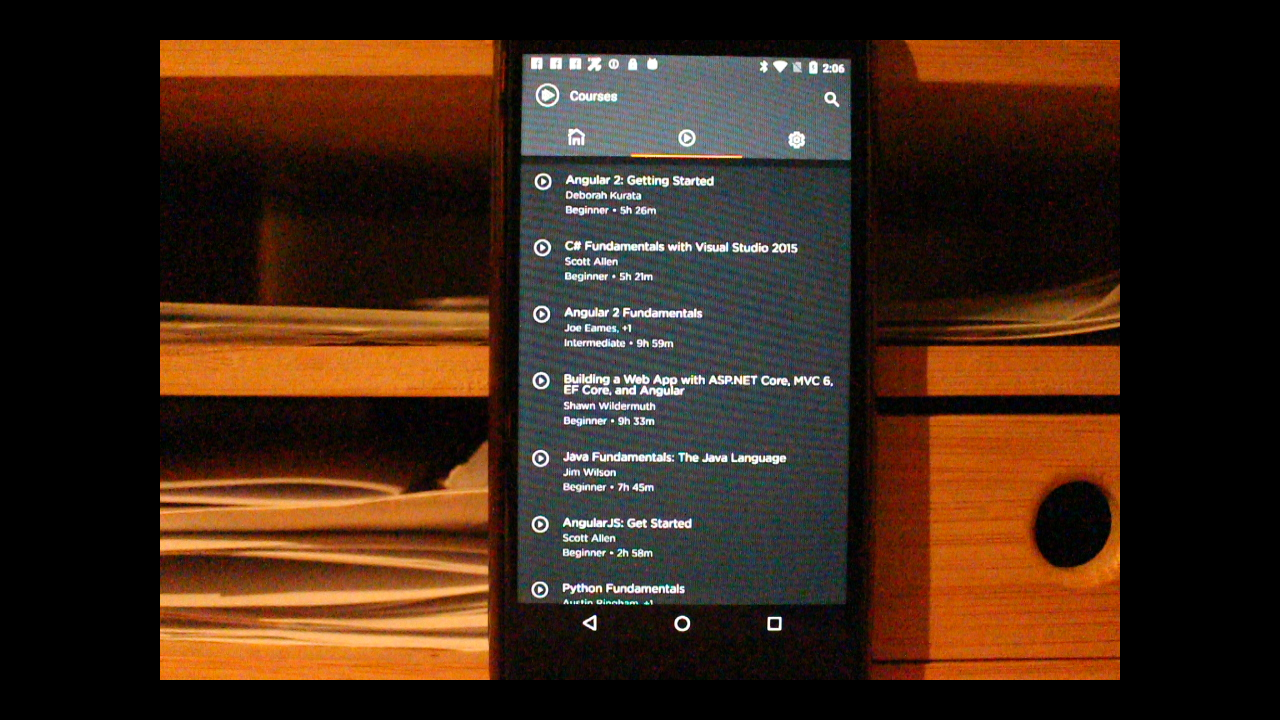 2:06
Courses
Angular 2: Getting Started
Deborah Kurata
Beginner • 5h 26m
C# Fundamentals with Visual Studio 2015
Scott Allen
Beginner • 5h 21m
Angular 2 Fundamentals
Joe Eames, +1
Intermediate • 9h 59m
Building a Web App with ASP.NET Core, MVC 6,
EF Core, and Angular
Shawn Wildermuth
Beginner • 9h 33m
Java Fundamentals: The Java Language
Jim Wilson
Beginner • 7h 45m
AngularJS: Get Started
Scott Allen
Beginner • 2h 58m
Python Fundamentals
Austin Bingham, +1